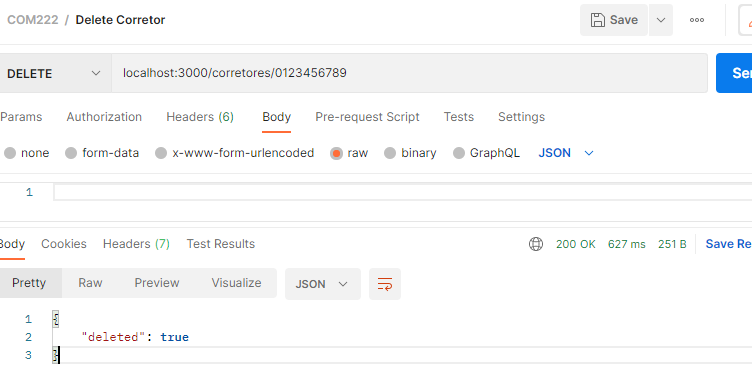 COM222 / Delete Corretor
Save
DELETE localhost:3000/corretores/0123456789
Params Authorization Headers (6) Body Pre-request Script Tests Settings
none form-data x-www-form-urlencoded raw binary GraphQL JSON
1
Body Cookies Headers (7) Test Results 200 OK 627 ms 251 B Save Re
Pretty Raw Preview Visualize JSON
1 {
2 "deleted": true
3 }